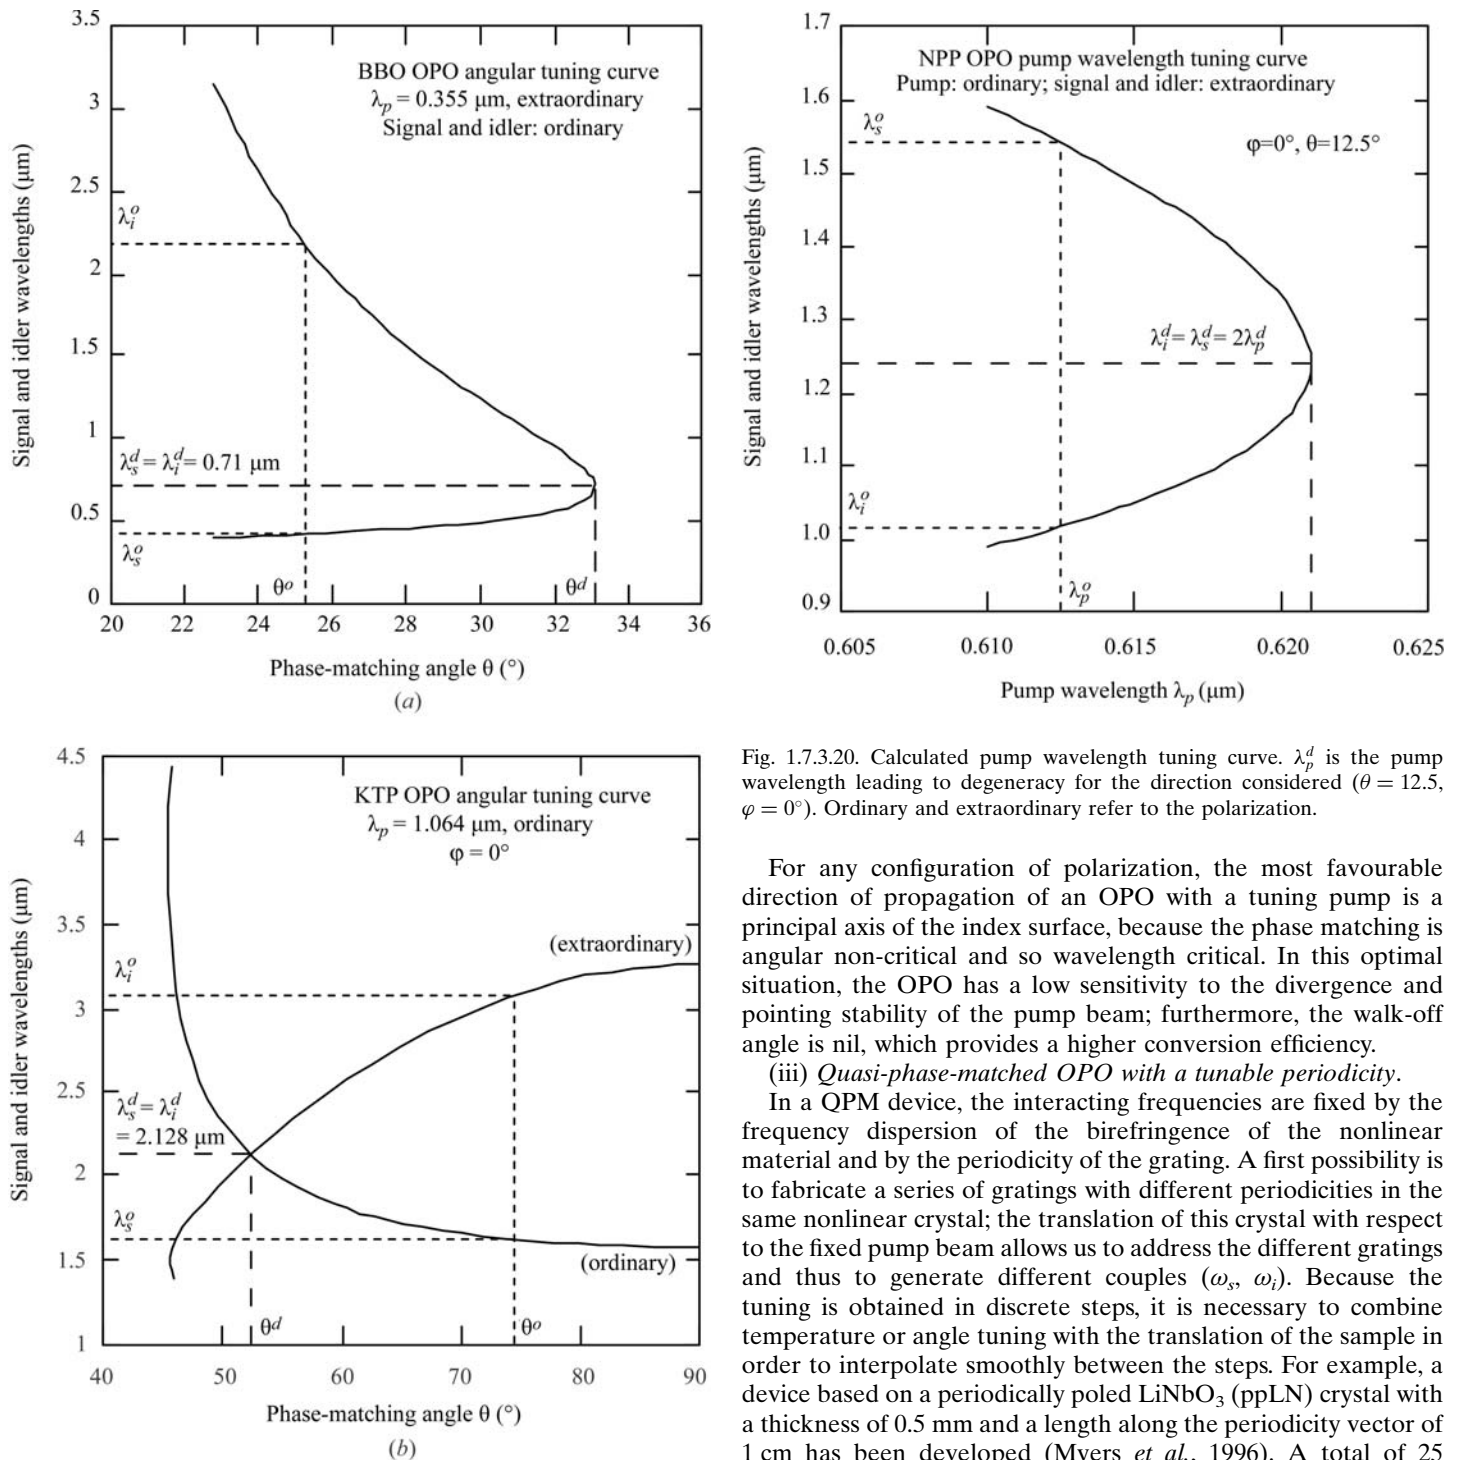 3.5
3
2.5
2
1.5
1
0.5
0
Signal and idler wavelengths (μm)
BBO OPO angular tuning curve
λp = 0.355 μm, extraordinary
Signal and idler: ordinary
λiᵒ
λsᵈ = λiᵈ = 0.71 μm
λsᵒ
θᵒ
θᵈ
20 22 24 26 28 30 32 34 36
Phase-matching angle θ (°)
(a)
4.5
4
3.5
3
2.5
2
1.5
1
Signal and idler wavelengths (μm)
KTP OPO angular tuning curve
λp = 1.064 μm, ordinary
φ = 0°
(extraordinary)
λiᵒ
λsᵈ = λiᵈ
= 2.128 μm
λsᵒ
(ordinary)
θᵈ
θᵒ
40 50 60 70 80 90
Phase-matching angle θ (°)
(b)
1.7
1.6
1.5
1.4
1.3
1.2
1.1
1.0
0.9
Signal and idler wavelengths (μm)
NPP OPO pump wavelength tuning curve
Pump: ordinary; signal and idler: extraordinary
λsᵒ
φ=0°, θ=12.5°
λiᵈ = λsᵈ = 2λpᵈ
λiᵒ
λpᵒ
0.605 0.610 0.615 0.620 0.625
Pump wavelength λp (μm)
Fig. 1.7.3.20. Calculated pump wavelength tuning curve. λpᵈ is the pump
wavelength leading to degeneracy for the direction considered (θ = 12.5,
φ = 0°). Ordinary and extraordinary refer to the polarization.
For any configuration of polarization, the most favourable
direction of propagation of an OPO with a tuning pump is a
principal axis of the index surface, because the phase matching is
angular non-critical and so wavelength critical. In this optimal
situation, the OPO has a low sensitivity to the divergence and
pointing stability of the pump beam; furthermore, the walk-off
angle is nil, which provides a higher conversion efficiency.
(iii) Quasi-phase-matched OPO with a tunable periodicity.
In a QPM device, the interacting frequencies are fixed by the
frequency dispersion of the birefringence of the nonlinear
material and by the periodicity of the grating. A first possibility is
to fabricate a series of gratings with different periodicities in the
same nonlinear crystal; the translation of this crystal with respect
to the fixed pump beam allows us to address the different gratings
and thus to generate different couples (ωs, ωi). Because the
tuning is obtained in discrete steps, it is necessary to combine
temperature or angle tuning with the translation of the sample in
order to interpolate smoothly between the steps. For example, a
device based on a periodically poled LiNbO₃ (ppLN) crystal with
a thickness of 0.5 mm and a length along the periodicity vector of
1 cm has been developed (Myers et al., 1996). A total of 25